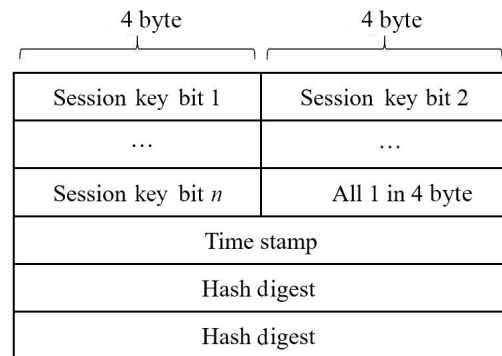 4 byte 4 byte
Session key bit 1 Session key bit 2
… …
Session key bit n All 1 in 4 byte
Time stamp
Hash digest
Hash digest